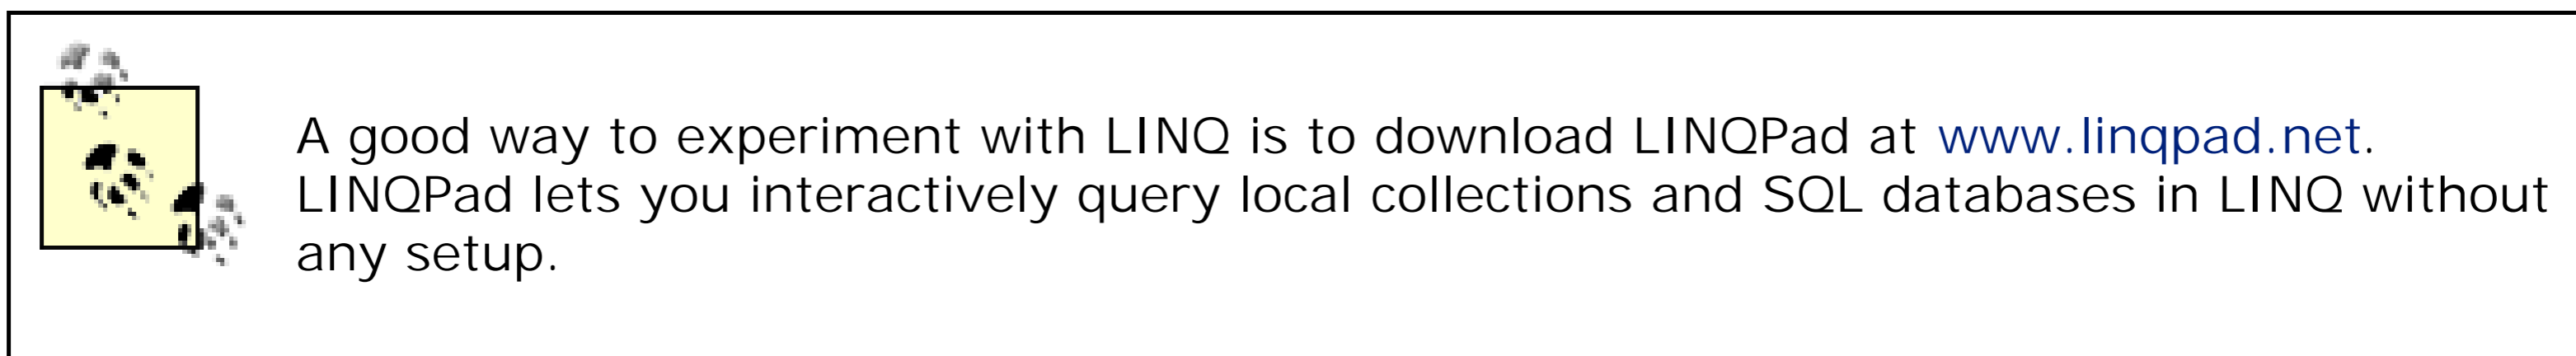 A good way to experiment with LINQ is to download LINQPad at www.linqpad.net.
LINQPad lets you interactively query local collections and SQL databases in LINQ without
any setup.